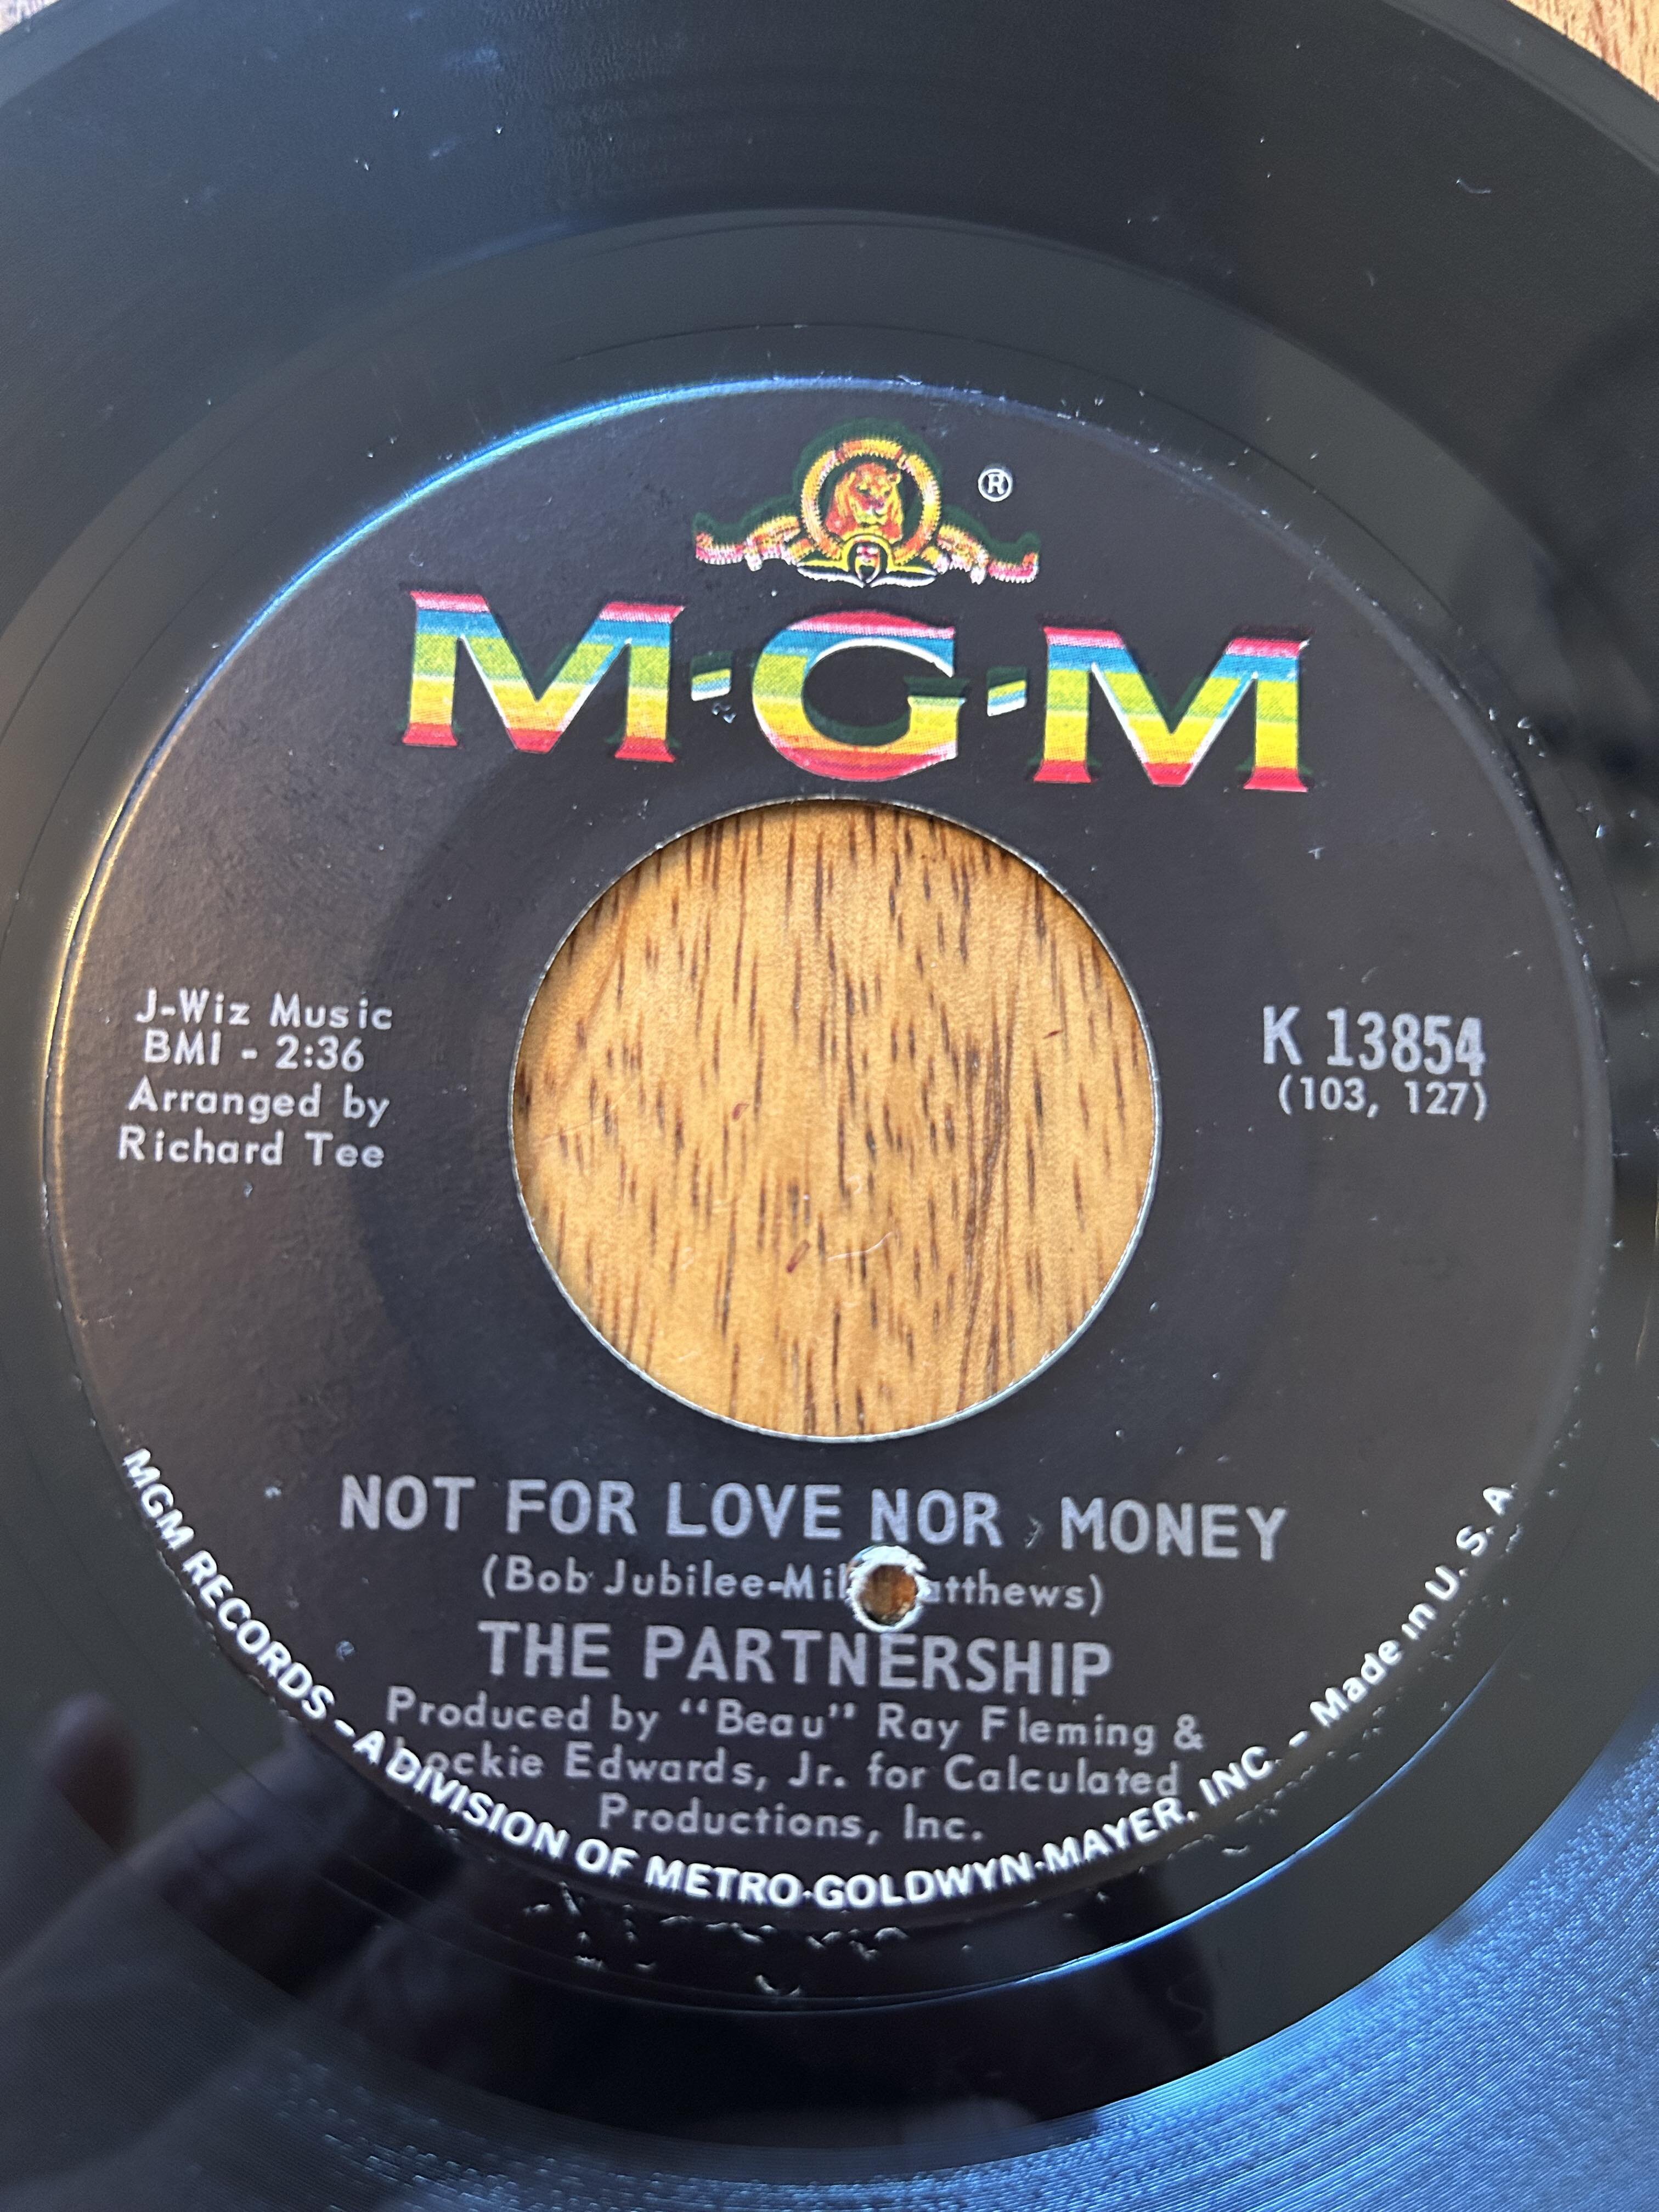 ®
M-G-M
J-Wiz Music
BMI - 2:36
Arranged by
Richard Tee
K 13854
(103, 127)
NOT FOR LOVE NOR MONEY
(Bob Jubilee-
THE PARTNERSHIP
Produced by "Beau" Ray Fleming &
Edwards, Jr. for Calculated
Productions, Inc.
MGM RECORDS - A DIVISION OF METRO-GOLDWYN-MAYER, INC. - Made in U. S. A.